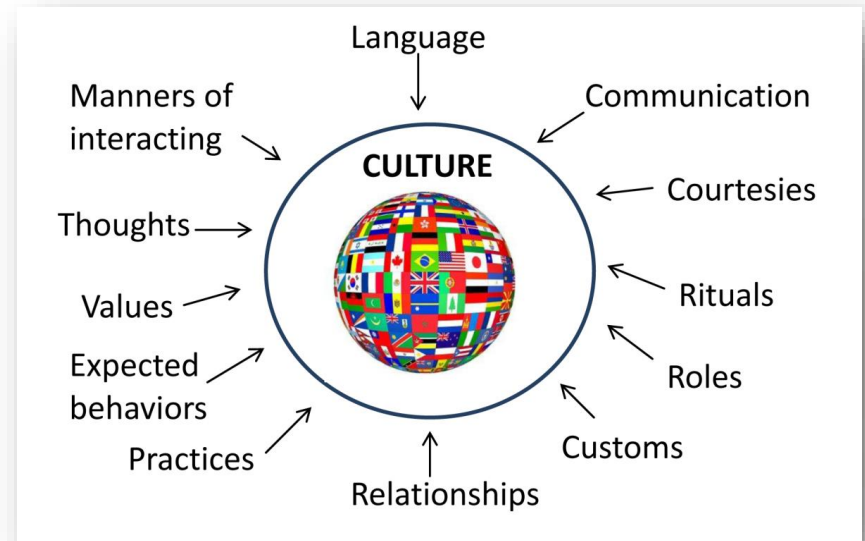 Language
Communication
Manners of
interacting
CULTURE
Courtesies
Thoughts
Values
Rituals
Expected
behaviors
Roles
Practices
Customs
Relationships